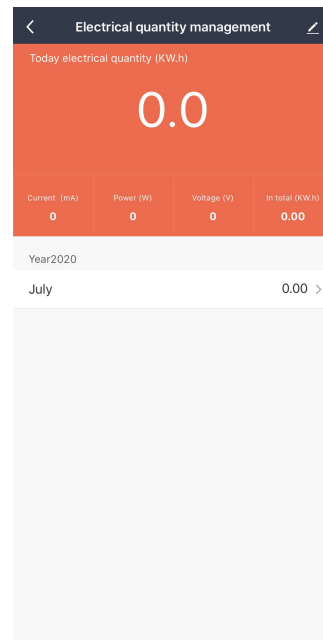 Electrical quantity management
Today electrical quantity (KW.h)
0.0
Current (mA) Power (W) Voltage (V) In total (KW.h)
0 0 0 0.00
Year2020
July 0.00